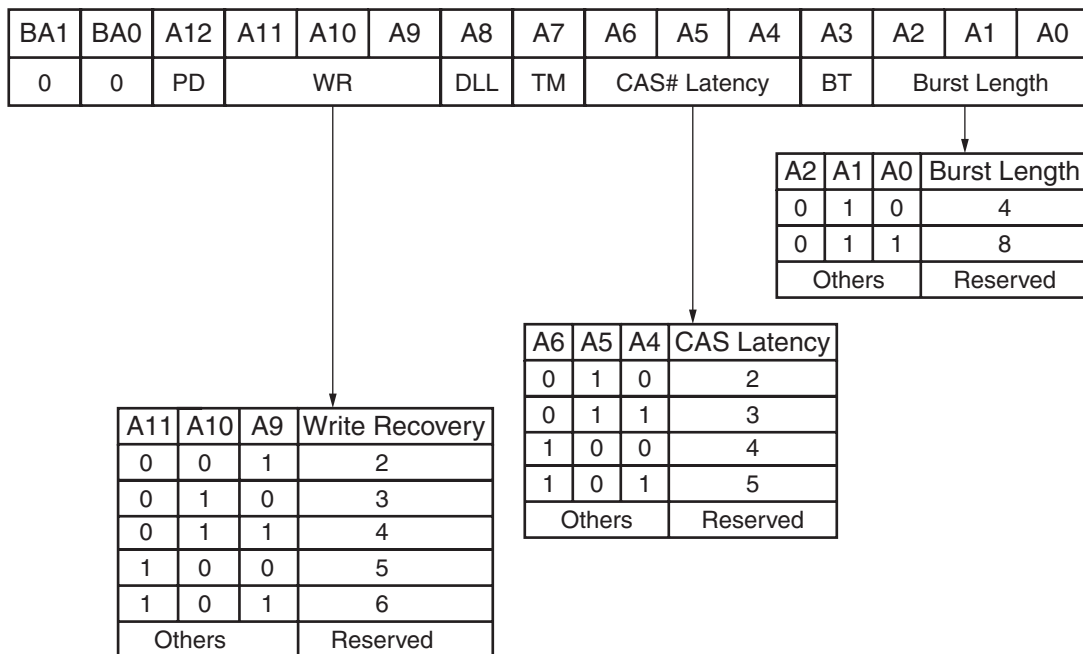 BA1 BA0 A12 A11 A10 A9 A8 A7 A6 A5 A4 A3 A2 A1 A0
0 0 PD WR DLL TM CAS# Latency BT Burst Length
A2 A1 A0 Burst Length
0 1 0 4
0 1 1 8
Others Reserved
A6 A5 A4 CAS Latency
0 1 0 2
0 1 1 3
1 0 0 4
1 0 1 5
Others Reserved
A11 A10 A9 Write Recovery
0 0 1 2
0 1 0 3
0 1 1 4
1 0 0 5
1 0 1 6
Others Reserved